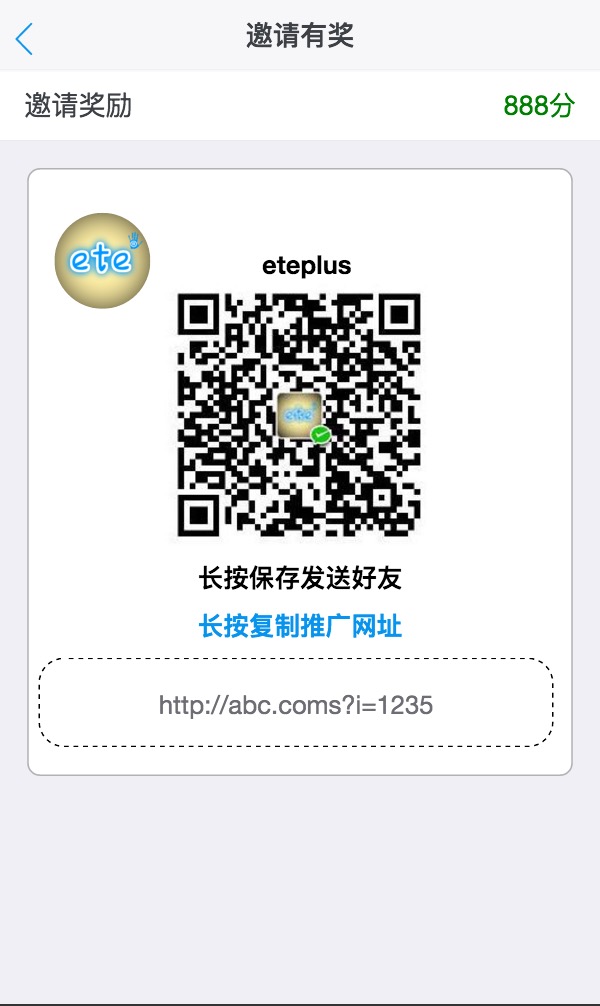 邀请有奖
邀请奖励 888分
ete
eteplus
ete
长按保存发送好友
长按复制推广网址
http://abc.coms?i=1235